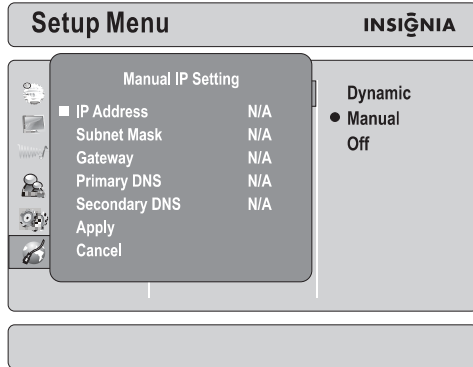 Setup Menu
INSIGNIA
Manual IP Setting
IP Address N/A
Subnet Mask N/A
Gateway N/A
Primary DNS N/A
Secondary DNS N/A
Apply
Cancel
Dynamic
Manual
Off